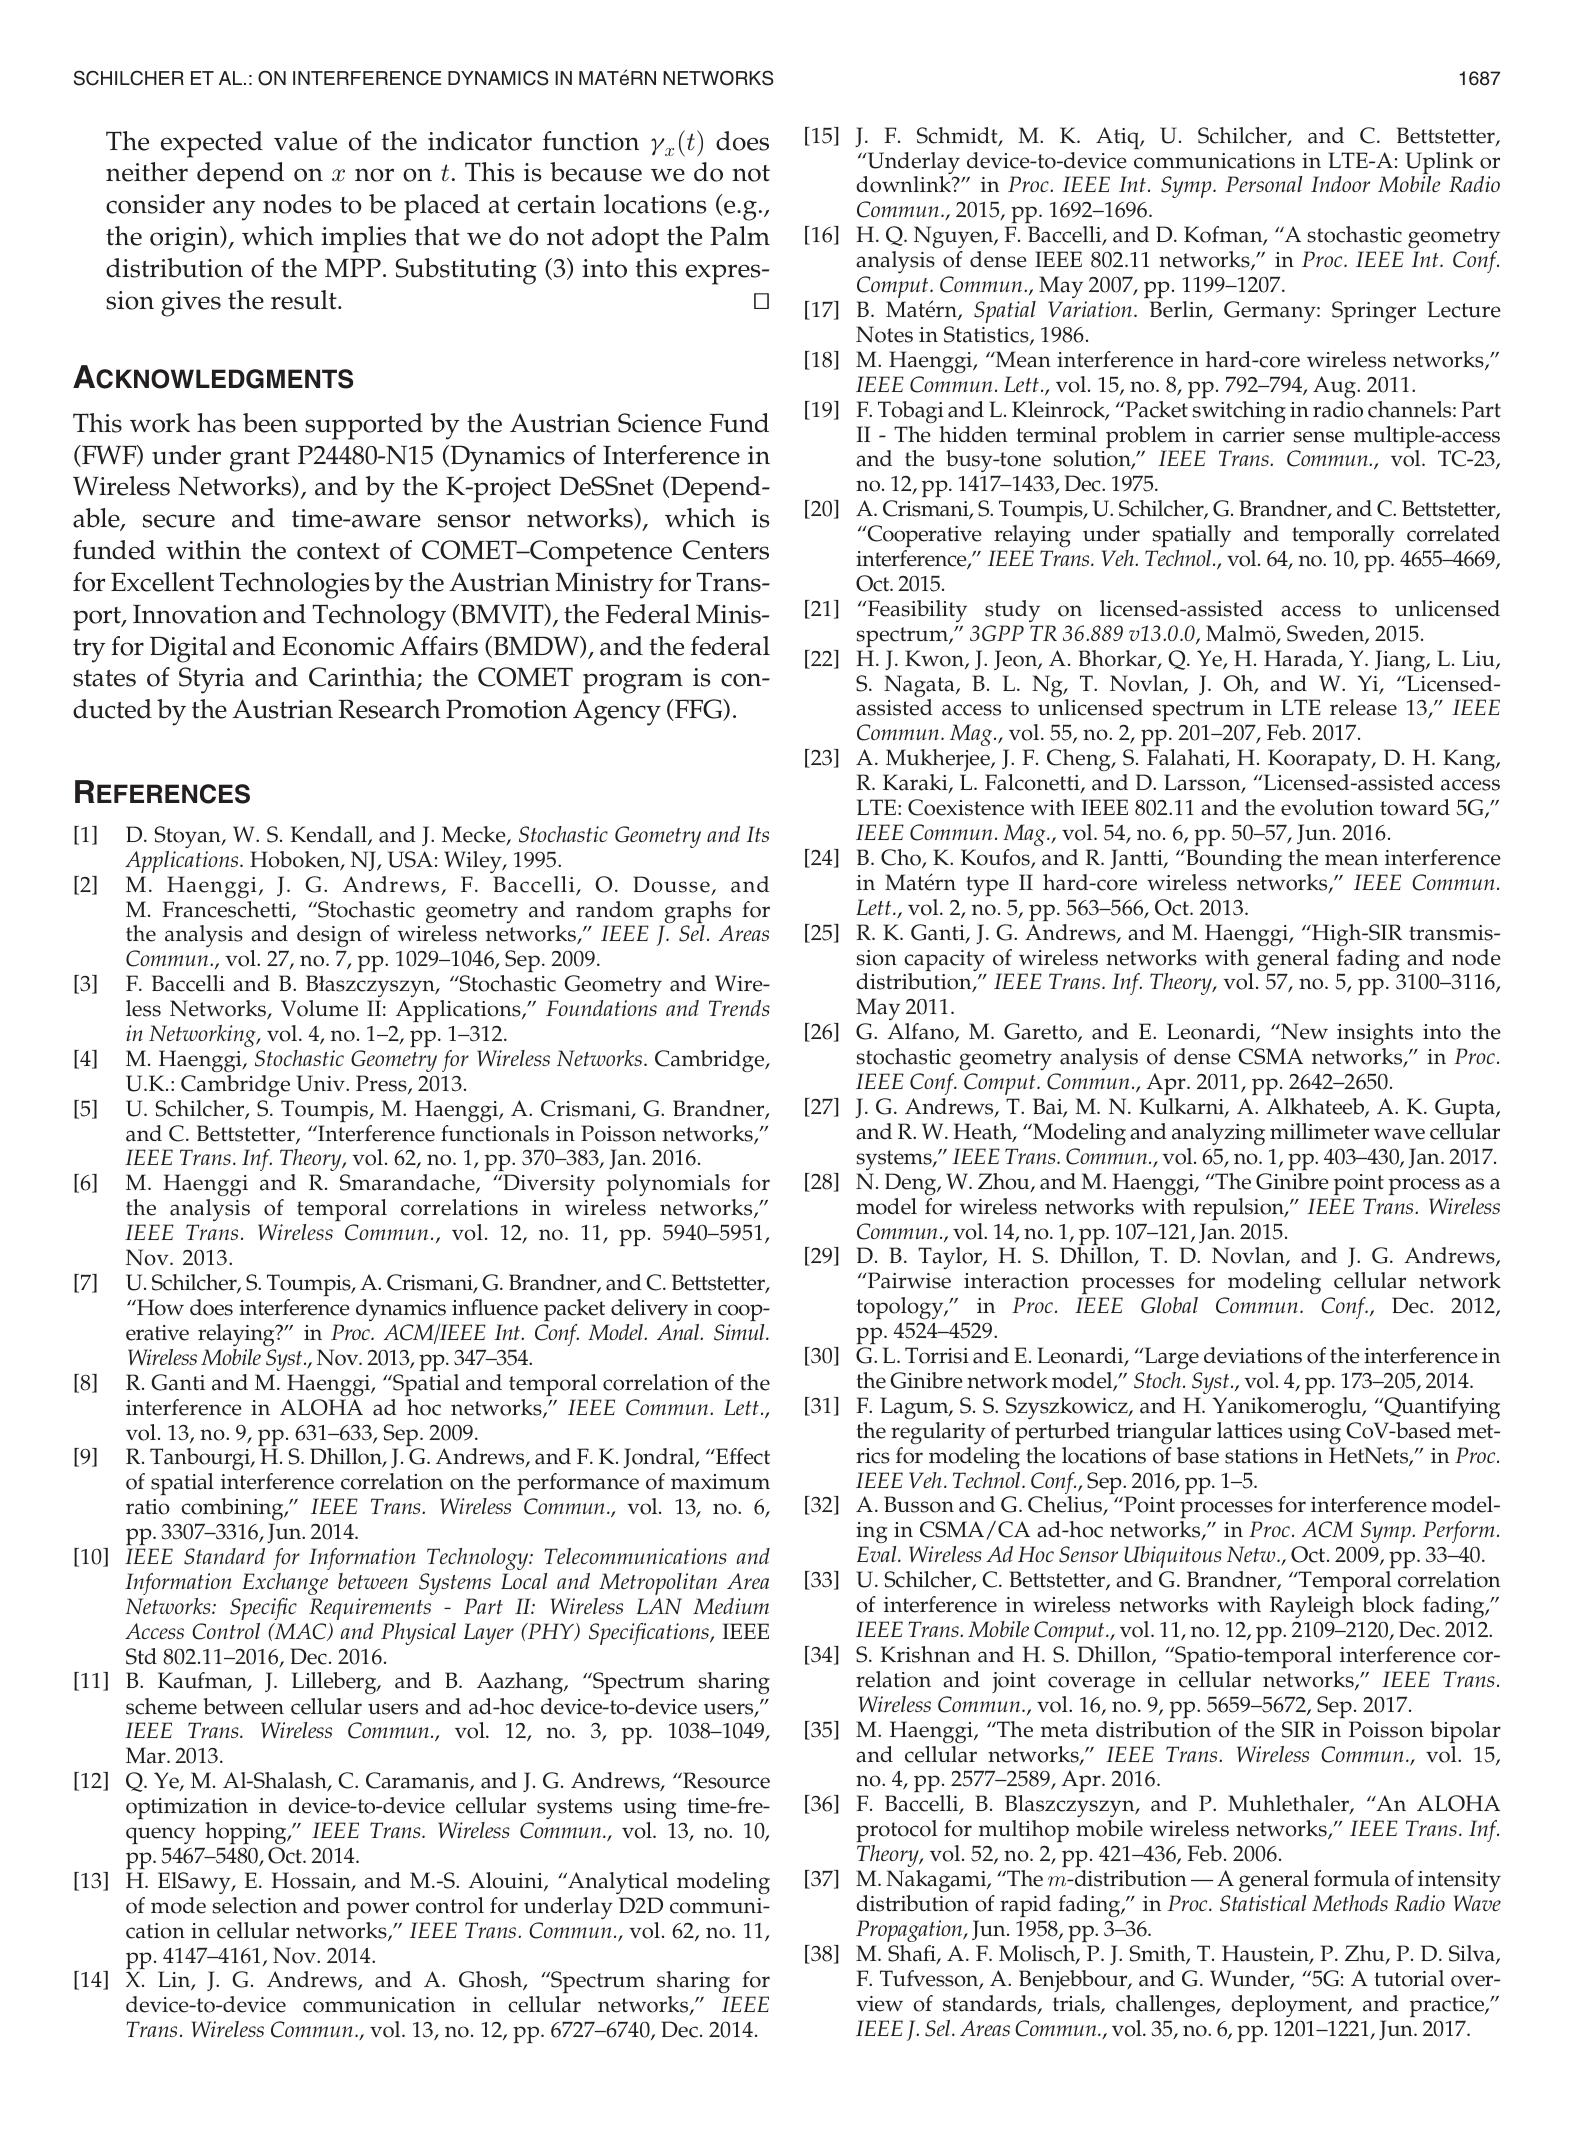 SCHILCHER ET AL.: ON INTERFERENCE DYNAMICS IN MATéRN NETWORKS
1687
The expected value of the indicator function γx(t) does
neither depend on x nor on t. This is because we do not
consider any nodes to be placed at certain locations (e.g.,
the origin), which implies that we do not adopt the Palm
distribution of the MPP. Substituting (3) into this expres-
sion gives the result. □
ACKNOWLEDGMENTS
This work has been supported by the Austrian Science Fund
(FWF) under grant P24480-N15 (Dynamics of Interference in
Wireless Networks), and by the K-project DeSSnet (Depend-
able, secure and time-aware sensor networks), which is
funded within the context of COMET–Competence Centers
for Excellent Technologies by the Austrian Ministry for Trans-
port, Innovation and Technology (BMVIT), the Federal Minis-
try for Digital and Economic Affairs (BMDW), and the federal
states of Styria and Carinthia; the COMET program is con-
ducted by the Austrian Research Promotion Agency (FFG).
REFERENCES
[1] D. Stoyan, W. S. Kendall, and J. Mecke, Stochastic Geometry and Its
Applications. Hoboken, NJ, USA: Wiley, 1995.
[2] M. Haenggi, J. G. Andrews, F. Baccelli, O. Dousse, and
M. Franceschetti, “Stochastic geometry and random graphs for
the analysis and design of wireless networks,” IEEE J. Sel. Areas
Commun., vol. 27, no. 7, pp. 1029–1046, Sep. 2009.
[3] F. Baccelli and B. Błaszczyszyn, “Stochastic Geometry and Wire-
less Networks, Volume II: Applications,” Foundations and Trends
in Networking, vol. 4, no. 1–2, pp. 1–312.
[4] M. Haenggi, Stochastic Geometry for Wireless Networks. Cambridge,
U.K.: Cambridge Univ. Press, 2013.
[5] U. Schilcher, S. Toumpis, M. Haenggi, A. Crismani, G. Brandner,
and C. Bettstetter, “Interference functionals in Poisson networks,”
IEEE Trans. Inf. Theory, vol. 62, no. 1, pp. 370–383, Jan. 2016.
[6] M. Haenggi and R. Smarandache, “Diversity polynomials for
the analysis of temporal correlations in wireless networks,”
IEEE Trans. Wireless Commun., vol. 12, no. 11, pp. 5940–5951,
Nov. 2013.
[7] U. Schilcher, S. Toumpis, A. Crismani, G. Brandner, and C. Bettstetter,
“How does interference dynamics influence packet delivery in coop-
erative relaying?” in Proc. ACM/IEEE Int. Conf. Model. Anal. Simul.
Wireless Mobile Syst., Nov. 2013, pp. 347–354.
[8] R. Ganti and M. Haenggi, “Spatial and temporal correlation of the
interference in ALOHA ad hoc networks,” IEEE Commun. Lett.,
vol. 13, no. 9, pp. 631–633, Sep. 2009.
[9] R. Tanbourgi, H. S. Dhillon, J. G. Andrews, and F. K. Jondral, “Effect
of spatial interference correlation on the performance of maximum
ratio combining,” IEEE Trans. Wireless Commun., vol. 13, no. 6,
pp. 3307–3316, Jun. 2014.
[10] IEEE Standard for Information Technology: Telecommunications and
Information Exchange between Systems Local and Metropolitan Area
Networks: Specific Requirements - Part II: Wireless LAN Medium
Access Control (MAC) and Physical Layer (PHY) Specifications, IEEE
Std 802.11–2016, Dec. 2016.
[11] B. Kaufman, J. Lilleberg, and B. Aazhang, “Spectrum sharing
scheme between cellular users and ad-hoc device-to-device users,”
IEEE Trans. Wireless Commun., vol. 12, no. 3, pp. 1038–1049,
Mar. 2013.
[12] Q. Ye, M. Al-Shalash, C. Caramanis, and J. G. Andrews, “Resource
optimization in device-to-device cellular systems using time-fre-
quency hopping,” IEEE Trans. Wireless Commun., vol. 13, no. 10,
pp. 5467–5480, Oct. 2014.
[13] H. ElSawy, E. Hossain, and M.-S. Alouini, “Analytical modeling
of mode selection and power control for underlay D2D communi-
cation in cellular networks,” IEEE Trans. Commun., vol. 62, no. 11,
pp. 4147–4161, Nov. 2014.
[14] X. Lin, J. G. Andrews, and A. Ghosh, “Spectrum sharing for
device-to-device communication in cellular networks,” IEEE
Trans. Wireless Commun., vol. 13, no. 12, pp. 6727–6740, Dec. 2014.
[15] J. F. Schmidt, M. K. Atiq, U. Schilcher, and C. Bettstetter,
“Underlay device-to-device communications in LTE-A: Uplink or
downlink?” in Proc. IEEE Int. Symp. Personal Indoor Mobile Radio
Commun., 2015, pp. 1692–1696.
[16] H. Q. Nguyen, F. Baccelli, and D. Kofman, “A stochastic geometry
analysis of dense IEEE 802.11 networks,” in Proc. IEEE Int. Conf.
Comput. Commun., May 2007, pp. 1199–1207.
[17] B. Matérn, Spatial Variation. Berlin, Germany: Springer Lecture
Notes in Statistics, 1986.
[18] M. Haenggi, “Mean interference in hard-core wireless networks,”
IEEE Commun. Lett., vol. 15, no. 8, pp. 792–794, Aug. 2011.
[19] F. Tobagi and L. Kleinrock, “Packet switching in radio channels: Part
II - The hidden terminal problem in carrier sense multiple-access
and the busy-tone solution,” IEEE Trans. Commun., vol. TC-23,
no. 12, pp. 1417–1433, Dec. 1975.
[20] A. Crismani, S. Toumpis, U. Schilcher, G. Brandner, and C. Bettstetter,
“Cooperative relaying under spatially and temporally correlated
interference,” IEEE Trans. Veh. Technol., vol. 64, no. 10, pp. 4655–4669,
Oct. 2015.
[21] “Feasibility study on licensed-assisted access to unlicensed
spectrum,” 3GPP TR 36.889 v13.0.0, Malmö, Sweden, 2015.
[22] H. J. Kwon, J. Jeon, A. Bhorkar, Q. Ye, H. Harada, Y. Jiang, L. Liu,
S. Nagata, B. L. Ng, T. Novlan, J. Oh, and W. Yi, “Licensed-
assisted access to unlicensed spectrum in LTE release 13,” IEEE
Commun. Mag., vol. 55, no. 2, pp. 201–207, Feb. 2017.
[23] A. Mukherjee, J. F. Cheng, S. Falahati, H. Koorapaty, D. H. Kang,
R. Karaki, L. Falconetti, and D. Larsson, “Licensed-assisted access
LTE: Coexistence with IEEE 802.11 and the evolution toward 5G,”
IEEE Commun. Mag., vol. 54, no. 6, pp. 50–57, Jun. 2016.
[24] B. Cho, K. Koufos, and R. Jantti, “Bounding the mean interference
in Matérn type II hard-core wireless networks,” IEEE Commun.
Lett., vol. 2, no. 5, pp. 563–566, Oct. 2013.
[25] R. K. Ganti, J. G. Andrews, and M. Haenggi, “High-SIR transmis-
sion capacity of wireless networks with general fading and node
distribution,” IEEE Trans. Inf. Theory, vol. 57, no. 5, pp. 3100–3116,
May 2011.
[26] G. Alfano, M. Garetto, and E. Leonardi, “New insights into the
stochastic geometry analysis of dense CSMA networks,” in Proc.
IEEE Conf. Comput. Commun., Apr. 2011, pp. 2642–2650.
[27] J. G. Andrews, T. Bai, M. N. Kulkarni, A. Alkhateeb, A. K. Gupta,
and R. W. Heath, “Modeling and analyzing millimeter wave cellular
systems,” IEEE Trans. Commun., vol. 65, no. 1, pp. 403–430, Jan. 2017.
[28] N. Deng, W. Zhou, and M. Haenggi, “The Ginibre point process as a
model for wireless networks with repulsion,” IEEE Trans. Wireless
Commun., vol. 14, no. 1, pp. 107–121, Jan. 2015.
[29] D. B. Taylor, H. S. Dhillon, T. D. Novlan, and J. G. Andrews,
“Pairwise interaction processes for modeling cellular network
topology,” in Proc. IEEE Global Commun. Conf., Dec. 2012,
pp. 4524–4529.
[30] G. L. Torrisi and E. Leonardi, “Large deviations of the interference in
the Ginibre network model,” Stoch. Syst., vol. 4, pp. 173–205, 2014.
[31] F. Lagum, S. S. Szyszkowicz, and H. Yanikomeroglu, “Quantifying
the regularity of perturbed triangular lattices using CoV-based met-
rics for modeling the locations of base stations in HetNets,” in Proc.
IEEE Veh. Technol. Conf., Sep. 2016, pp. 1–5.
[32] A. Busson and G. Chelius, “Point processes for interference model-
ing in CSMA/CA ad-hoc networks,” in Proc. ACM Symp. Perform.
Eval. Wireless Ad Hoc Sensor Ubiquitous Netw., Oct. 2009, pp. 33–40.
[33] U. Schilcher, C. Bettstetter, and G. Brandner, “Temporal correlation
of interference in wireless networks with Rayleigh block fading,”
IEEE Trans. Mobile Comput., vol. 11, no. 12, pp. 2109–2120, Dec. 2012.
[34] S. Krishnan and H. S. Dhillon, “Spatio-temporal interference cor-
relation and joint coverage in cellular networks,” IEEE Trans.
Wireless Commun., vol. 16, no. 9, pp. 5659–5672, Sep. 2017.
[35] M. Haenggi, “The meta distribution of the SIR in Poisson bipolar
and cellular networks,” IEEE Trans. Wireless Commun., vol. 15,
no. 4, pp. 2577–2589, Apr. 2016.
[36] F. Baccelli, B. Blaszczyszyn, and P. Muhlethaler, “An ALOHA
protocol for multihop mobile wireless networks,” IEEE Trans. Inf.
Theory, vol. 52, no. 2, pp. 421–436, Feb. 2006.
[37] M. Nakagami, “The m-distribution — A general formula of intensity
distribution of rapid fading,” in Proc. Statistical Methods Radio Wave
Propagation, Jun. 1958, pp. 3–36.
[38] M. Shafi, A. F. Molisch, P. J. Smith, T. Haustein, P. Zhu, P. D. Silva,
F. Tufvesson, A. Benjebbour, and G. Wunder, “5G: A tutorial over-
view of standards, trials, challenges, deployment, and practice,”
IEEE J. Sel. Areas Commun., vol. 35, no. 6, pp. 1201–1221, Jun. 2017.